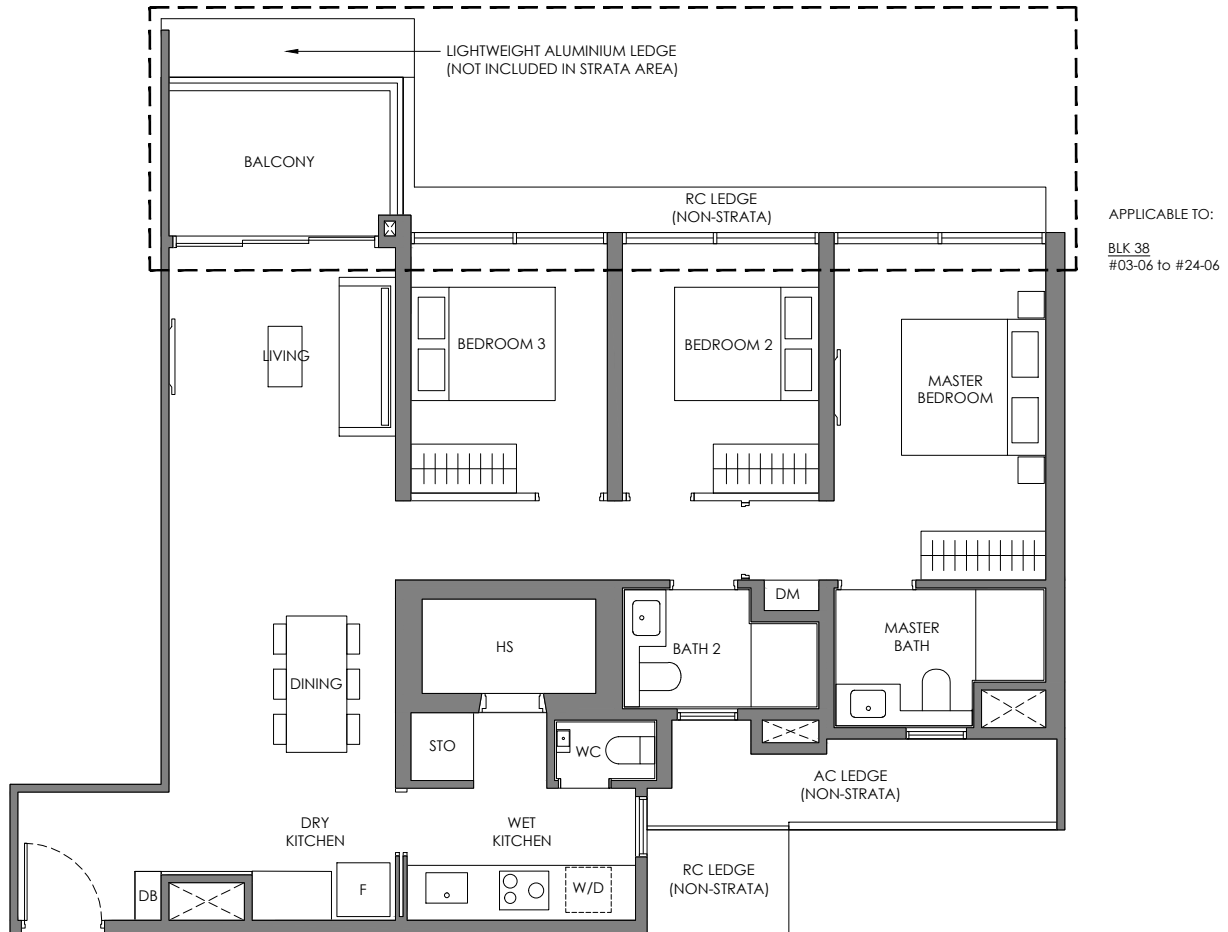 LIGHTWEIGHT ALUMINIUM LEDGE
(NOT INCLUDED IN STRATA AREA)
BALCONY
RC LEDGE
(NON-STRATA)
APPLICABLE TO:
BLK 38
#03-06 to #24-06
LIVING
BEDROOM 3
BEDROOM 2
MASTER
BEDROOM
DM
HS
BATH 2
MASTER
BATH
DINING
STO
WC
AC LEDGE
(NON-STRATA)
DRY
KITCHEN
WET
KITCHEN
RC LEDGE
(NON-STRATA)
DB
F
W/D